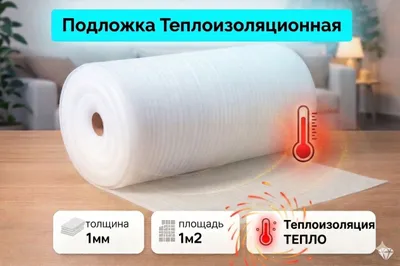 Подложка Теплоизоляционная
толщина
1мм
площадь
1м2
Теплоизоляция
ТЕПЛО